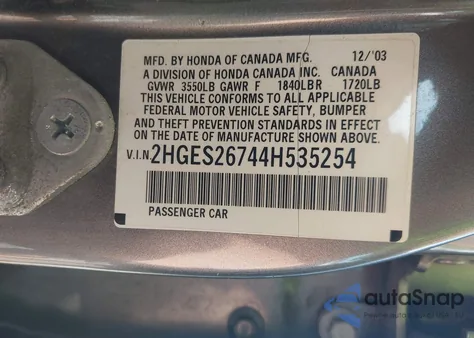 MFD. BY HONDA OF CANADA MFG. 12/'03
A DIVISION OF HONDA CANADA INC. CANADA
GVWR 3550LB GAWR F 1840LB R 1720LB
THIS VEHICLE CONFORMS TO ALL APPLICABLE
FEDERAL MOTOR VEHICLE SAFETY, BUMPER
AND THEFT PREVENTION STANDARDS IN EFFECT
ON THE DATE OF MANUFACTURE SHOWN ABOVE.
V.I.N. 2HGES26744H535254
PASSENGER CAR
autoSnap